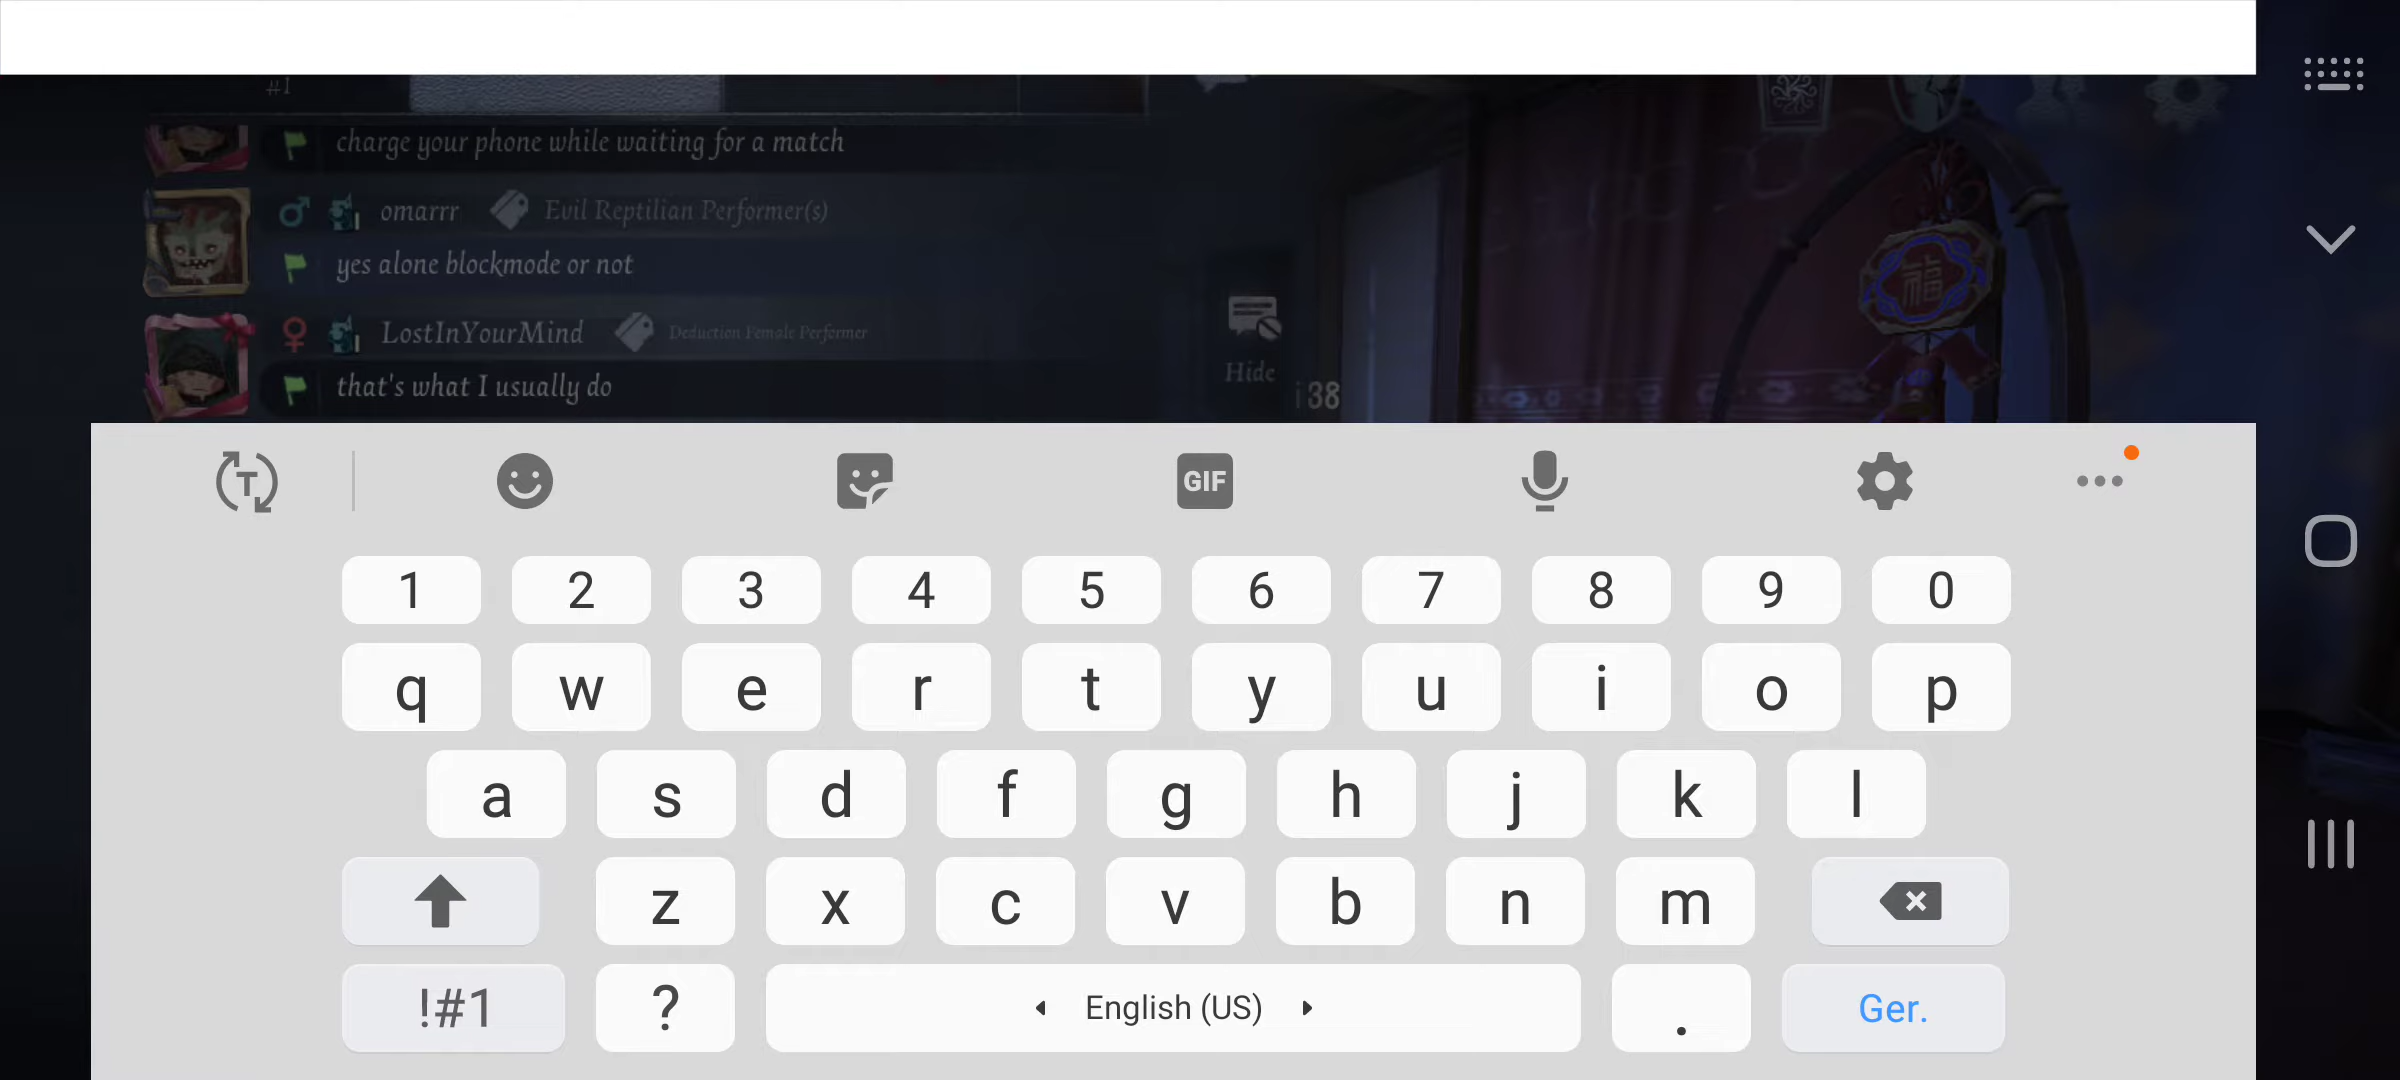 #1
charge your phone while waiting for a match
omarrr Evil Reptilian Performer(s)
yes alone blockmode or not
LostInYourMind Deduction Female Performer
that's what I usually do
Hide
38
福
T
GIF
1 2 3 4 5 6 7 8 9 0
q w e r t y u i o p
a s d f g h j k l
z x c v b n m
!#1 ? English (US) . Ger.